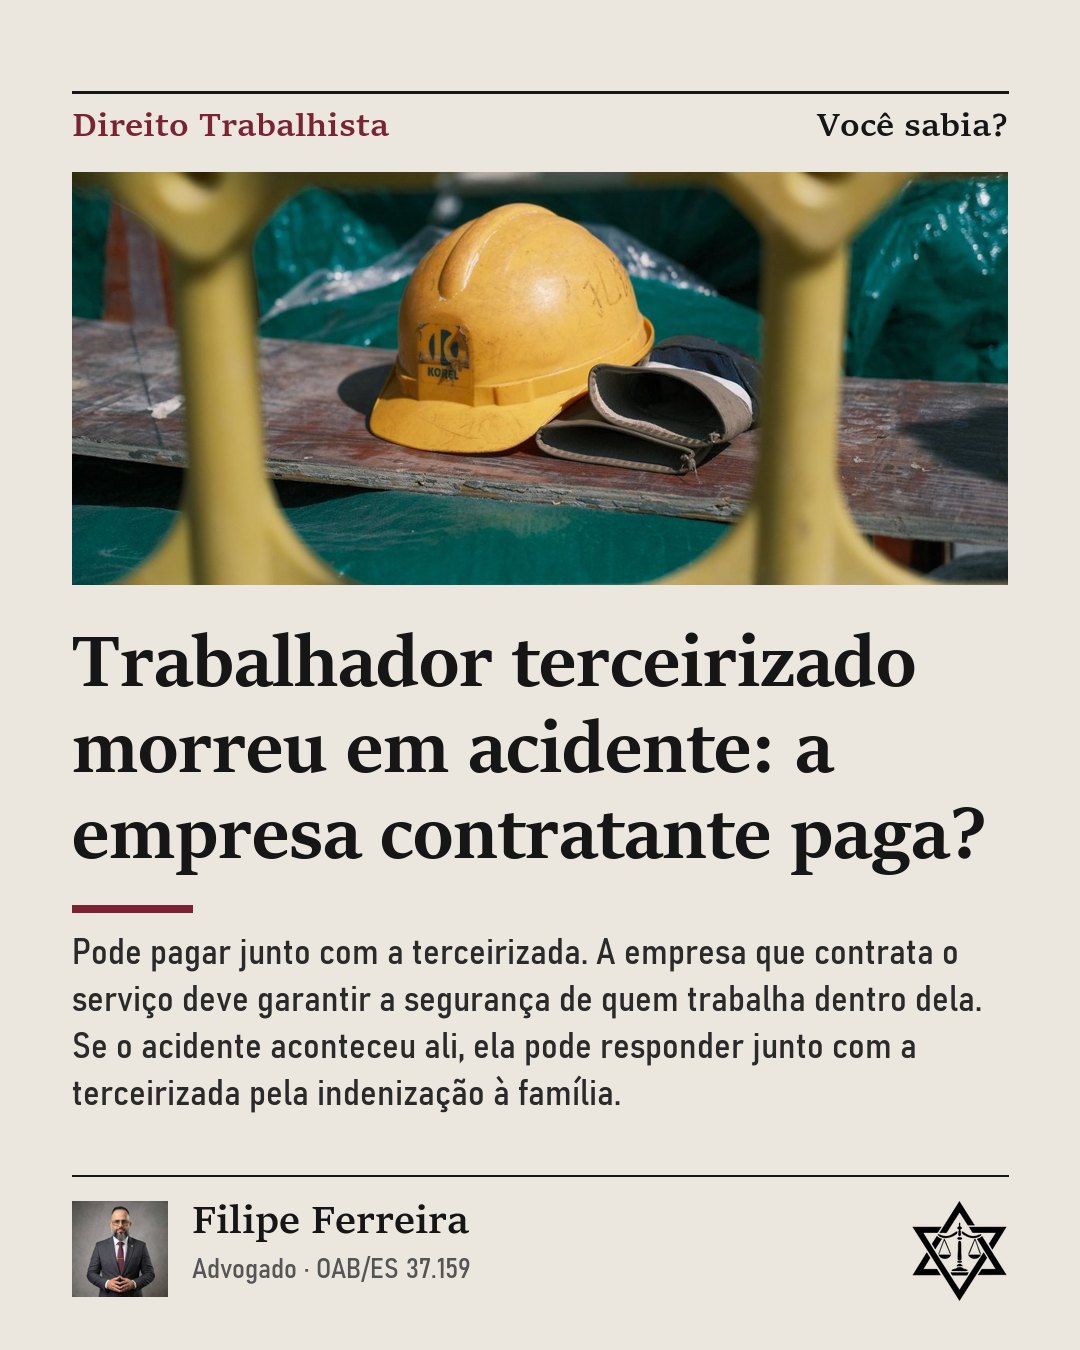 Direito Trabalhista
Você sabia?
KOREL
Trabalhador terceirizado
morreu em acidente: a
empresa contratante paga?
Pode pagar junto com a terceirizada. A empresa que contrata o
serviço deve garantir a segurança de quem trabalha dentro dela.
Se o acidente aconteceu ali, ela pode responder junto com a
terceirizada pela indenização à família.
Filipe Ferreira
Advogado · OAB/ES 37.159